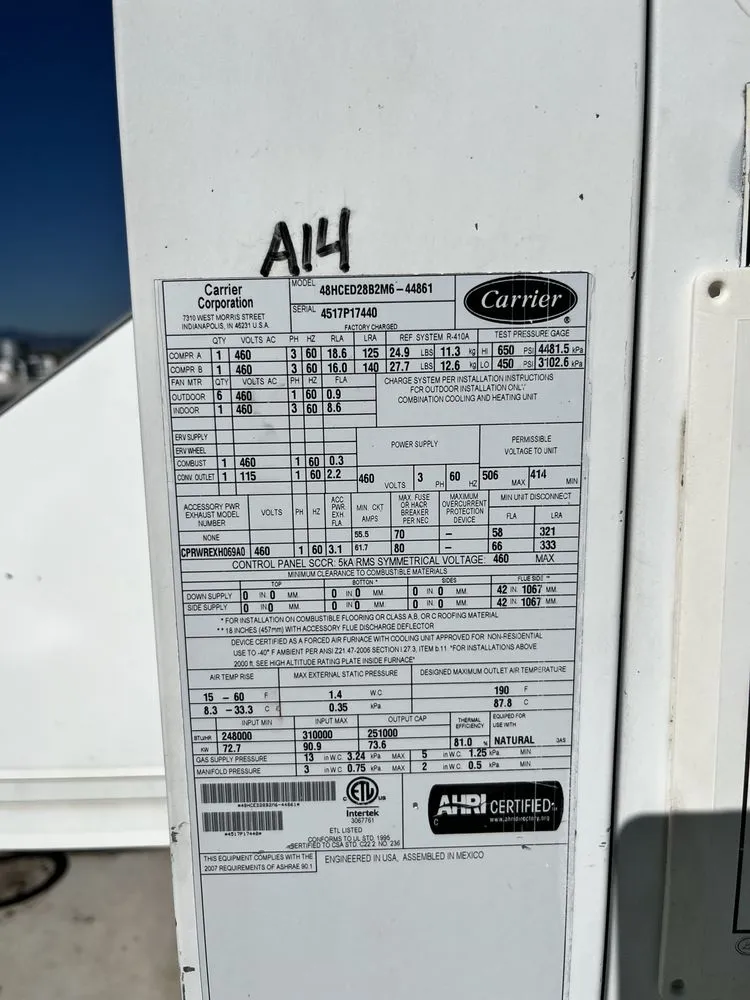 A14
Carrier Corporation
7310 WEST MORRIS STREET
INDIANAPOLIS, IN 46231 U.S.A.
MODEL 48HCED28B2M6-44861
SERIAL 4517P17440
FACTORY CHARGED
Carrier ®
QTY VOLTS AC PH HZ RLA LRA REF SYSTEM R-410A TEST PRESSURE GAGE
COMPR A 1 460 3 60 18.6 125 24.9 LBS 11.3 kg HI 650 PSI 4481.5 kPa
COMPR B 1 460 3 60 16.0 140 27.7 LBS 12.6 kg LO 450 PSI 3102.6 kPa
FAN MTR QTY VOLTS AC PH HZ FLA
OUTDOOR 6 460 1 60 0.9
INDOOR 1 460 3 60 8.6
CHARGE SYSTEM PER INSTALLATION INSTRUCTIONS
FOR OUTDOOR INSTALLATION ONLY
COMBINATION COOLING AND HEATING UNIT
ERV SUPPLY
ERV WHEEL
COMBUST 1 460 1 60 0.3
CONV. OUTLET 1 115 1 60 2.2
POWER SUPPLY
460 VOLTS 3 PH 60 HZ
PERMISSIBLE VOLTAGE TO UNIT
506 MAX 414 MIN
ACCESSORY PWR EXHAUST MODEL NUMBER VOLTS PH HZ ACC PWR. EXH. FLA MIN. CKT AMPS MAX. FUSE OR HACR BREAKER PER NEC MAXIMUM OVERCURRENT PROTECTION DEVICE MIN UNIT DISCONNECT FLA LRA
NONE 55.5 70 – 58 321
CPRWREXH069A0 460 1 60 3.1 61.7 80 – 66 333
CONTROL PANEL SCCR: 5kA RMS SYMMETRICAL VOLTAGE: 460 MAX
MINIMUM CLEARANCE TO COMBUSTIBLE MATERIALS
TOP BOTTOM * SIDES FLUE SIDE **
DOWN SUPPLY 0 IN 0 MM. 0 IN 0 MM. 0 IN 0 MM. 42 IN 1067 MM.
SIDE SUPPLY 0 IN 0 MM. 0 IN 0 MM. 0 IN 0 MM. 42 IN 1067 MM.
* FOR INSTALLATION ON COMBUSTIBLE FLOORING OR CLASS A,B, OR C ROOFING MATERIAL
** 18 INCHES (457mm) WITH ACCESSORY FLUE DISCHARGE DEFLECTOR
DEVICE CERTIFIED AS A FORCED AIR FURNACE WITH COOLING UNIT APPROVED FOR NON-RESIDENTIAL
USE TO -40° F AMBIENT PER ANSI Z21.47-2006 SECTION I.27.3, ITEM b.11. "FOR INSTALLATIONS ABOVE
2000 ft, SEE HIGH ALTITUDE RATING PLATE INSIDE FURNACE"
AIR TEMP RISE MAX EXTERNAL STATIC PRESSURE DESIGNED MAXIMUM OUTLET AIR TEMPERATURE
15 - 60 F 1.4 W.C. 190 F
8.3 - 33.3 C 0.35 kPa. 87.8 C
INPUT MIN INPUT MAX OUTPUT CAP THERMAL EFFICIENCY EQUIPED FOR USE WITH
BTU/HR 248000 310000 251000 81.0 % NATURAL GAS
KW 72.7 90.9 73.6
GAS SUPPLY PRESSURE 13 in W.C. 3.24 kPa MAX 5 in W.C. 1.25 kPa. MIN
MANIFOLD PRESSURE 3 in W.C. 0.75 kPa. MAX 2 in W.C. 0.5 kPa. MIN
*48HCED28B2M6-44861*
*4517P17440*
C ETL US
Intertek
3067761
ETL LISTED
CONFORMS TO UL STD. 1995
CERTIFIED TO CSA STD. C22.2 NO. 236
AHRI CERTIFIED
www.ahridirectory.org
THIS EQUIPMENT COMPLIES WITH THE
2007 REQUIREMENTS OF ASHRAE 90.1
ENGINEERED IN USA, ASSEMBLED IN MEXICO